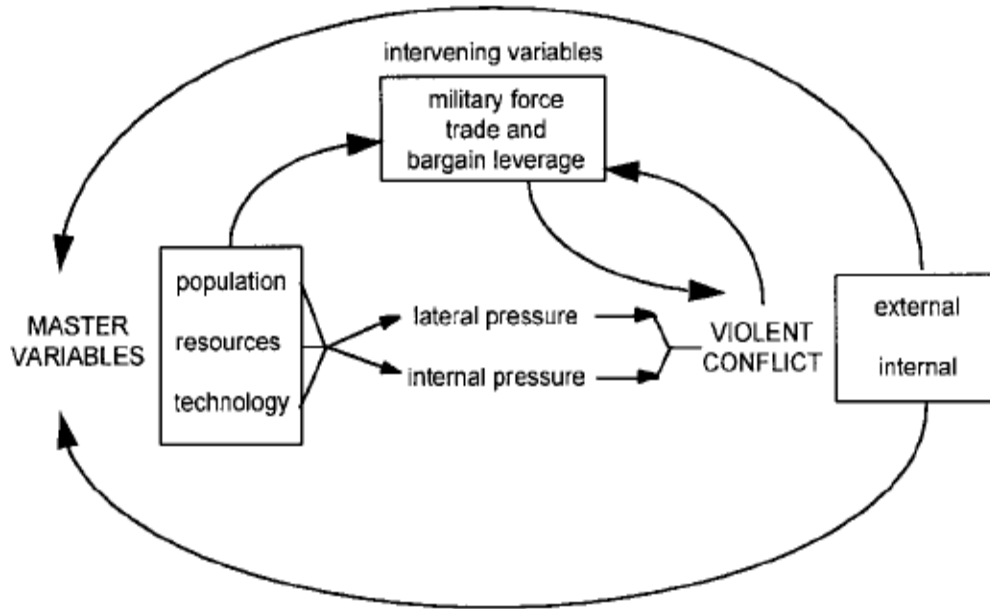 intervening variables
military force
trade and
bargain leverage
MASTER
VARIABLES
population
resources
technology
lateral pressure
internal pressure
VIOLENT
CONFLICT
external
internal